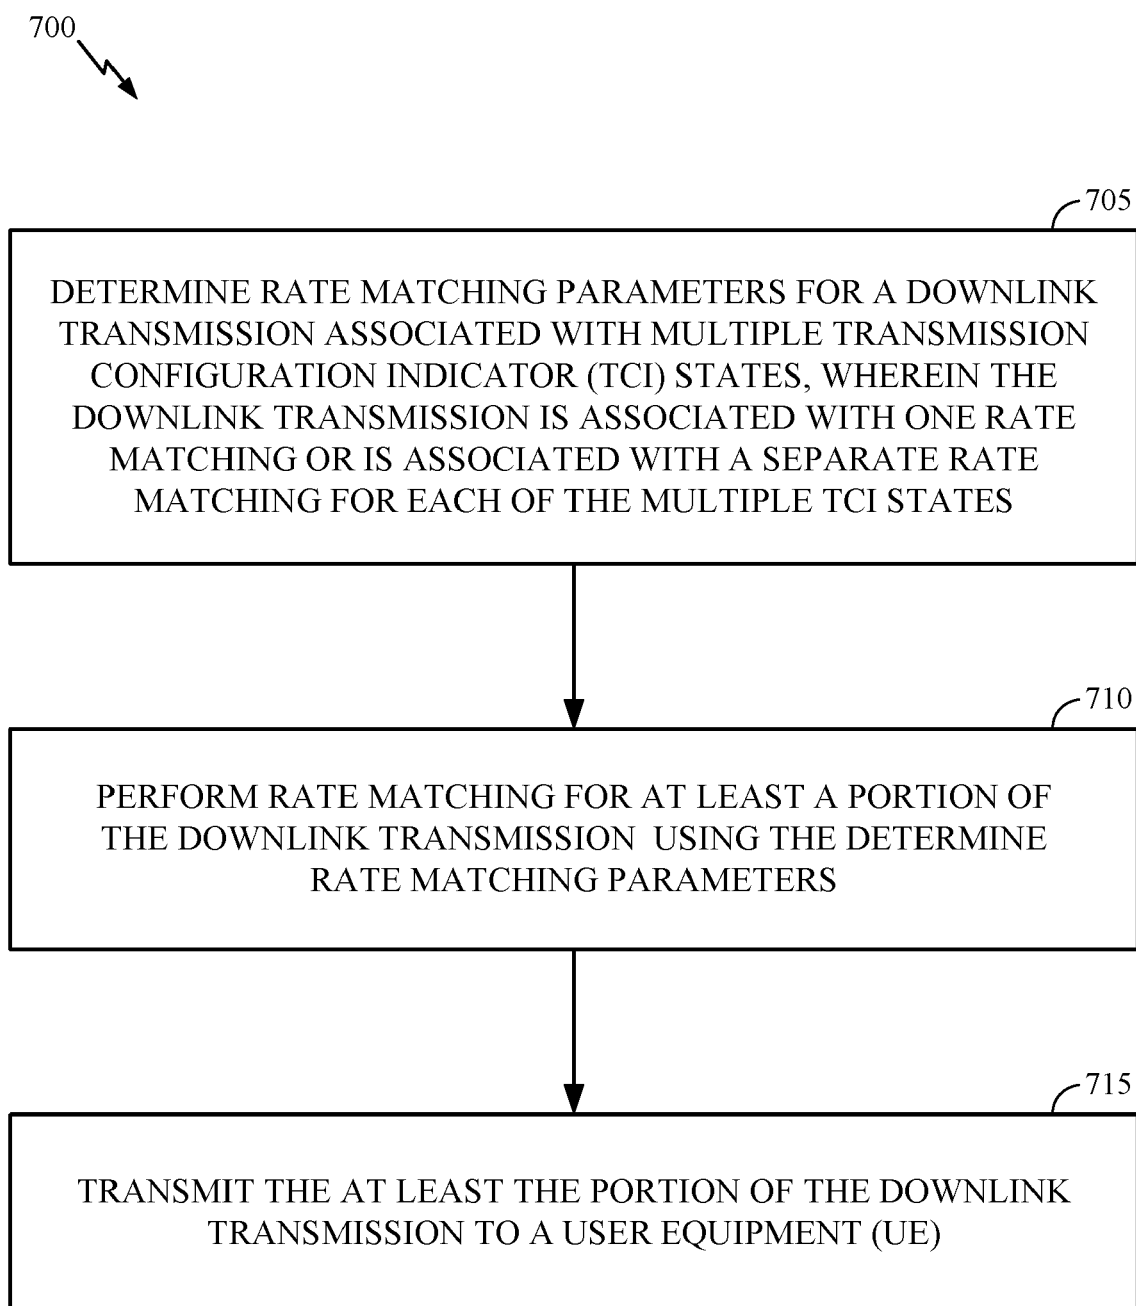 700
705
DETERMINE RATE MATCHING PARAMETERS FOR A DOWNLINK
TRANSMISSION ASSOCIATED WITH MULTIPLE TRANSMISSION
CONFIGURATION INDICATOR (TCI) STATES, WHEREIN THE
DOWNLINK TRANSMISSION IS ASSOCIATED WITH ONE RATE
MATCHING OR IS ASSOCIATED WITH A SEPARATE RATE
MATCHING FOR EACH OF THE MULTIPLE TCI STATES
710
PERFORM RATE MATCHING FOR AT LEAST A PORTION OF
THE DOWNLINK TRANSMISSION USING THE DETERMINE
RATE MATCHING PARAMETERS
715
TRANSMIT THE AT LEAST THE PORTION OF THE DOWNLINK
TRANSMISSION TO A USER EQUIPMENT (UE)